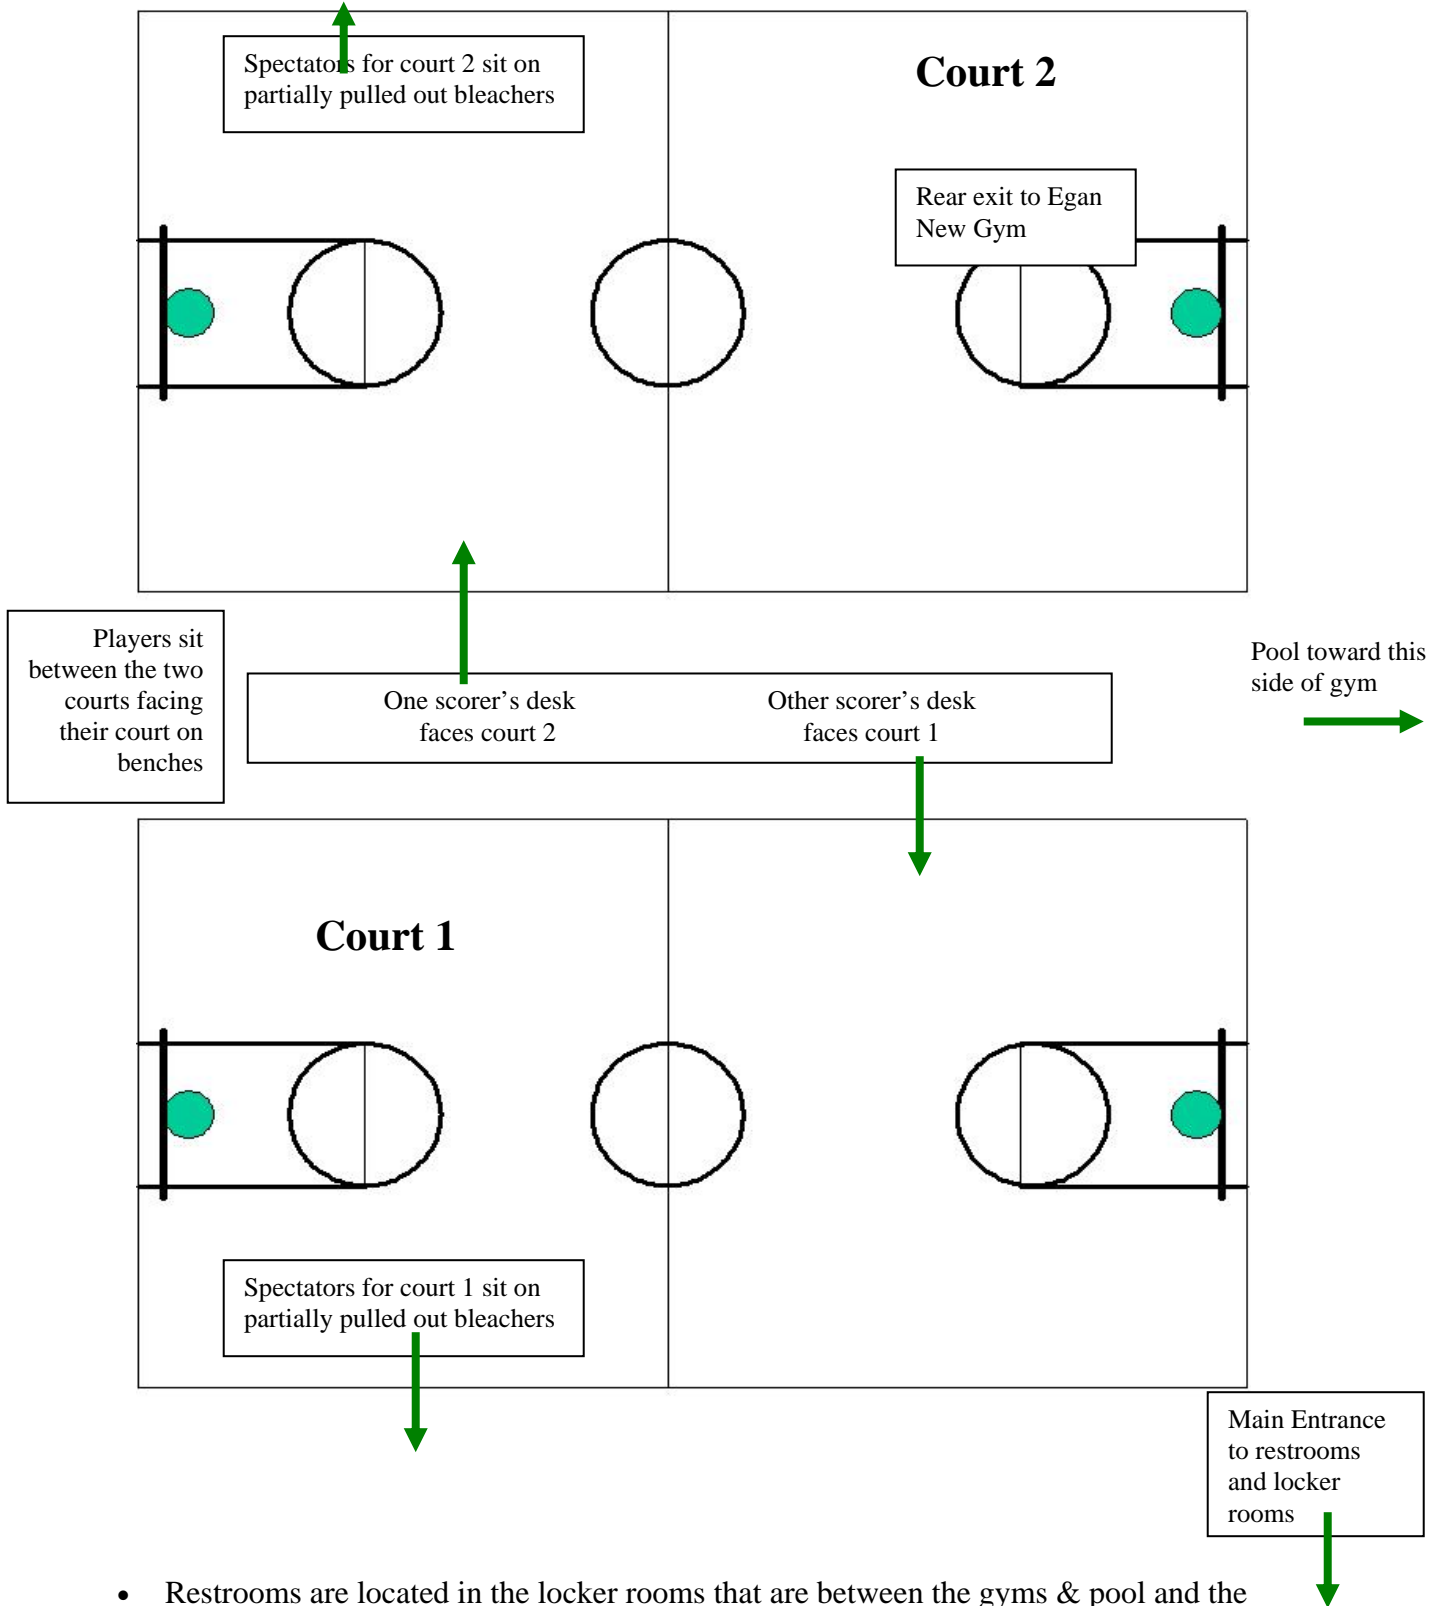 Spectators for court 2 sit on
partially pulled out bleachers
Court 2
Rear exit to Egan
New Gym
Players sit
between the two
courts facing
their court on
benches
One scorer’s desk
faces court 2
Other scorer’s desk
faces court 1
Pool toward this
side of gym
Court 1
Spectators for court 1 sit on
partially pulled out bleachers
Main Entrance
to restrooms
and locker
rooms
• Restrooms are located in the locker rooms that are between the gyms & pool and the